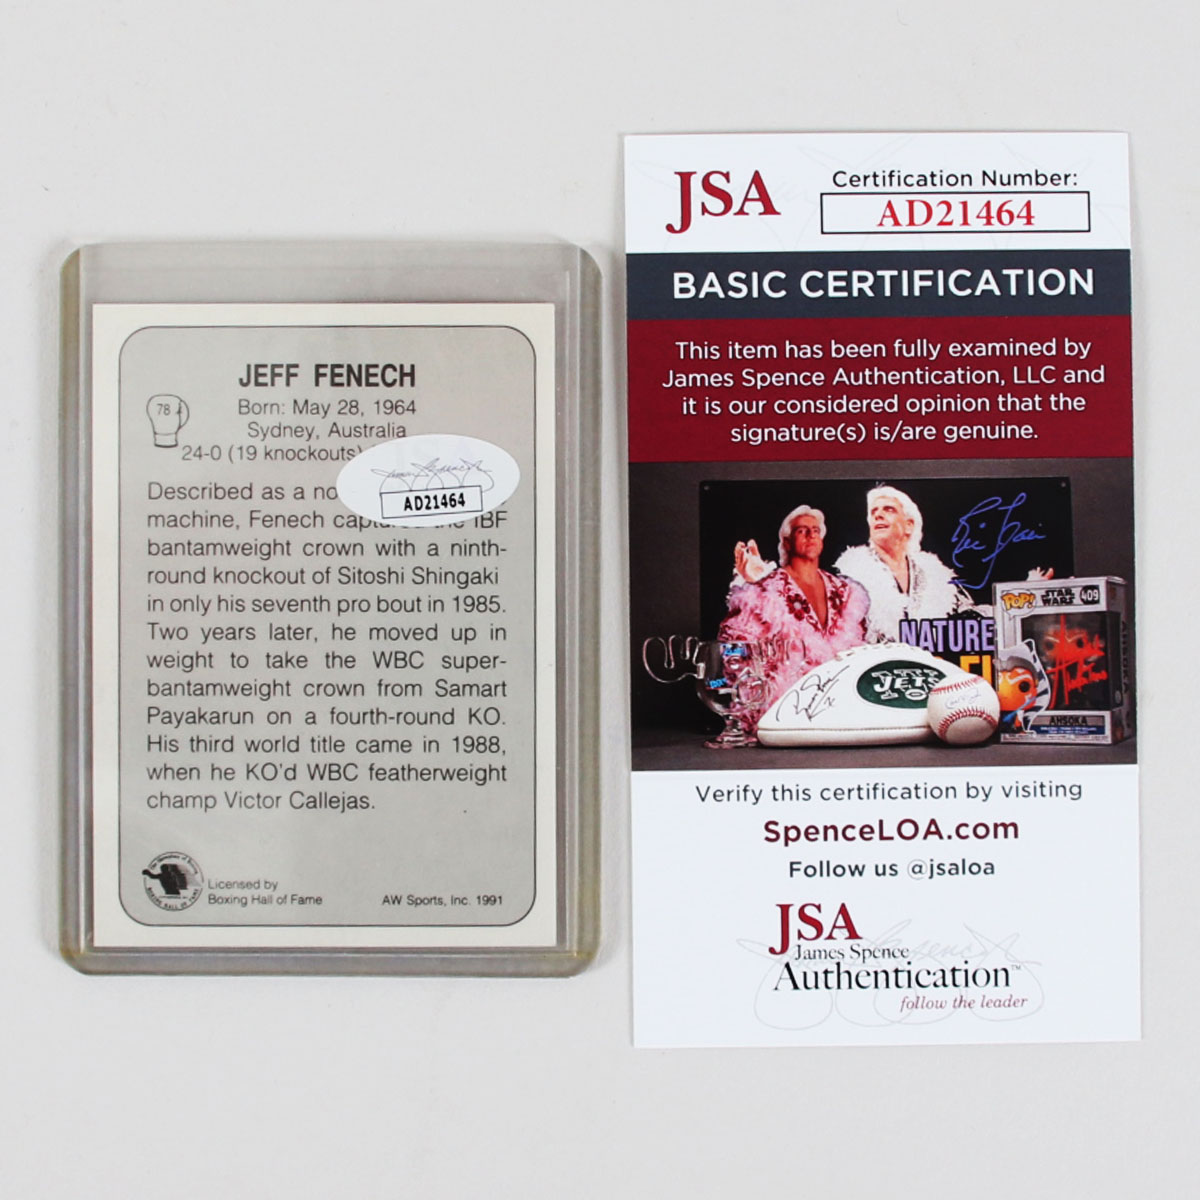 JEFF FENECH
78
Born: May 28, 1964
Sydney, Australia
24-0 (19 knockouts)
Described as a no
machine, Fenech the IBF
bantamweight crown with a ninth-
round knockout of Sitoshi Shingaki
in only his seventh pro bout in 1985.
Two years later, he moved up in
weight to take the WBC super-
bantamweight crown from Samart
Payakarun on a fourth-round KO.
His third world title came in 1988,
when he KO'd WBC featherweight
champ Victor Callejas.
Licensed by
Boxing Hall of Fame
AW Sports, Inc. 1991
AD21464
JSA
Certification Number:
AD21464
BASIC CERTIFICATION
This item has been fully examined by
James Spence Authentication, LLC and
it is our considered opinion that the
signature(s) is/are genuine.
NATURE
JETS
POP!
STAR
WARS
409
AHSOKA
Verify this certification by visiting
SpenceLOA.com
Follow us @jsaloa
JSA
James Spence
Authentication™
follow the leader